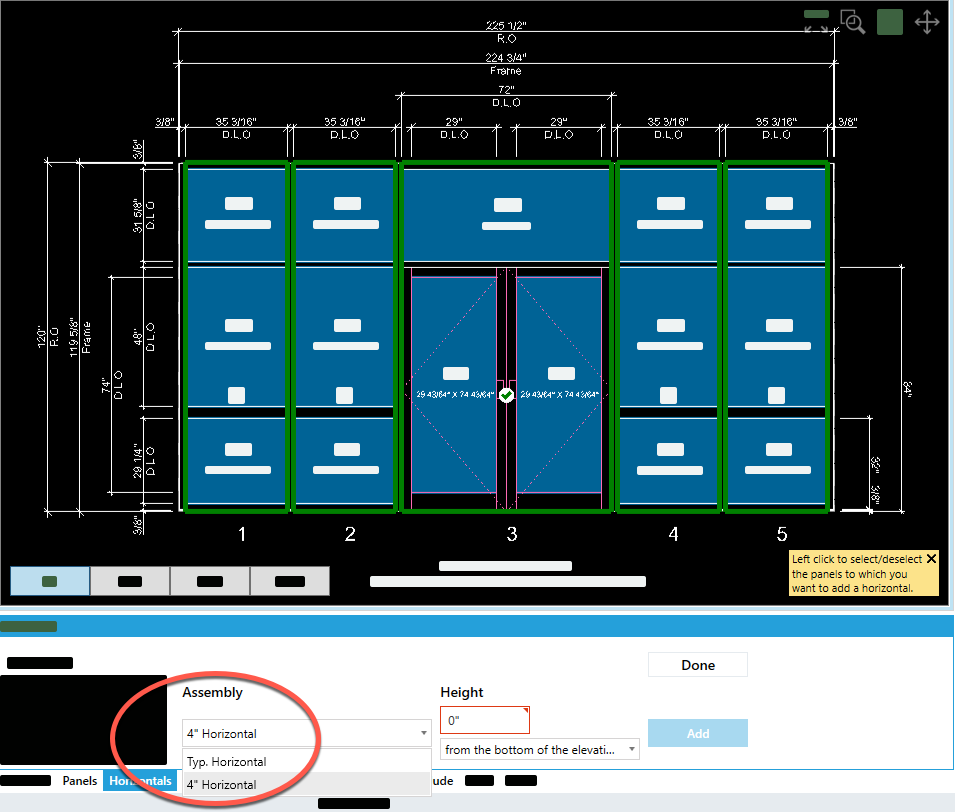 225 1/2"
R.O
224 3/4"
Frame
72"
D.L.O
3/8" 35 3/16" 35 3/16" 29" 29" 35 3/16" 35 3/16" 3/8"
D.L.O D.L.O D.L.O D.L.O D.L.O D.L.O
3/8"
31 5/8"
D.L.O
120"
R.O
119 5/8"
Frame
74"
D.L.O
48"
D.L.O
29 43/64" X 74 43/64" 29 43/64" X 74 43/64"
84"
29 1/4"
D.L.O
32"
3/8"
3/8"
1 2 3 4 5
Left click to select/deselect
the panels to which you
want to add a horizontal.
Done
Assembly Height
4" Horizontal 0" Add
from the bottom of the elevati...
Typ. Horizontal
Panels Horizontals 4" Horizontal ude